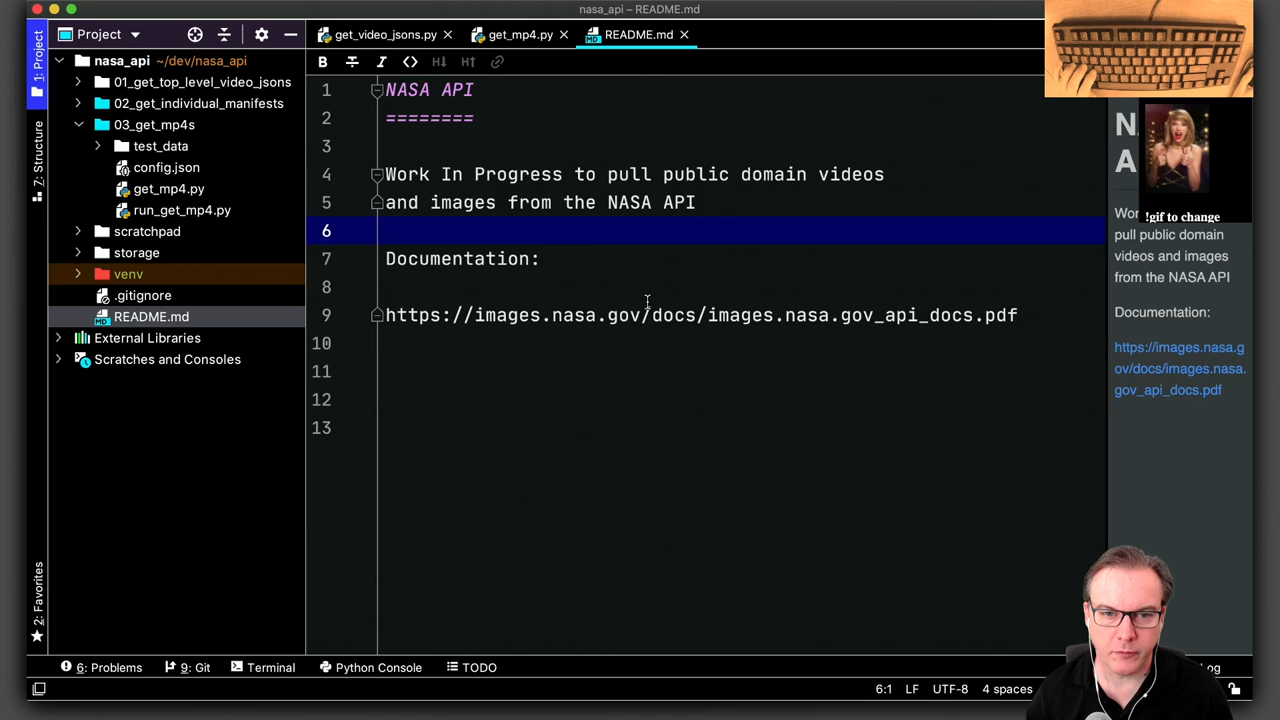 nasa_api – README.md
Project
get_video_jsons.py
get_mp4.py
README.md
1: Project
7: Structure
2: Favorites
nasa_api ~/dev/nasa_api
01_get_top_level_video_jsons
02_get_individual_manifests
03_get_mp4s
test_data
config.json
get_mp4.py
run_get_mp4.py
scratchpad
storage
venv
.gitignore
README.md
External Libraries
Scratches and Consoles
B I <> H↓ H↑
1 NASA API
2 ========
3
4 Work In Progress to pull public domain videos
5 and images from the NASA API
6
7 Documentation:
8
9 https://images.nasa.gov/docs/images.nasa.gov_api_docs.pdf
10
11
12
13
!gif to change
pull public domain
videos and images
from the NASA API
Documentation:
https://images.nasa.g
ov/docs/images.nasa.
gov_api_docs.pdf
6: Problems
9: Git
Terminal
Python Console
TODO
6:1 LF UTF-8 4 spaces